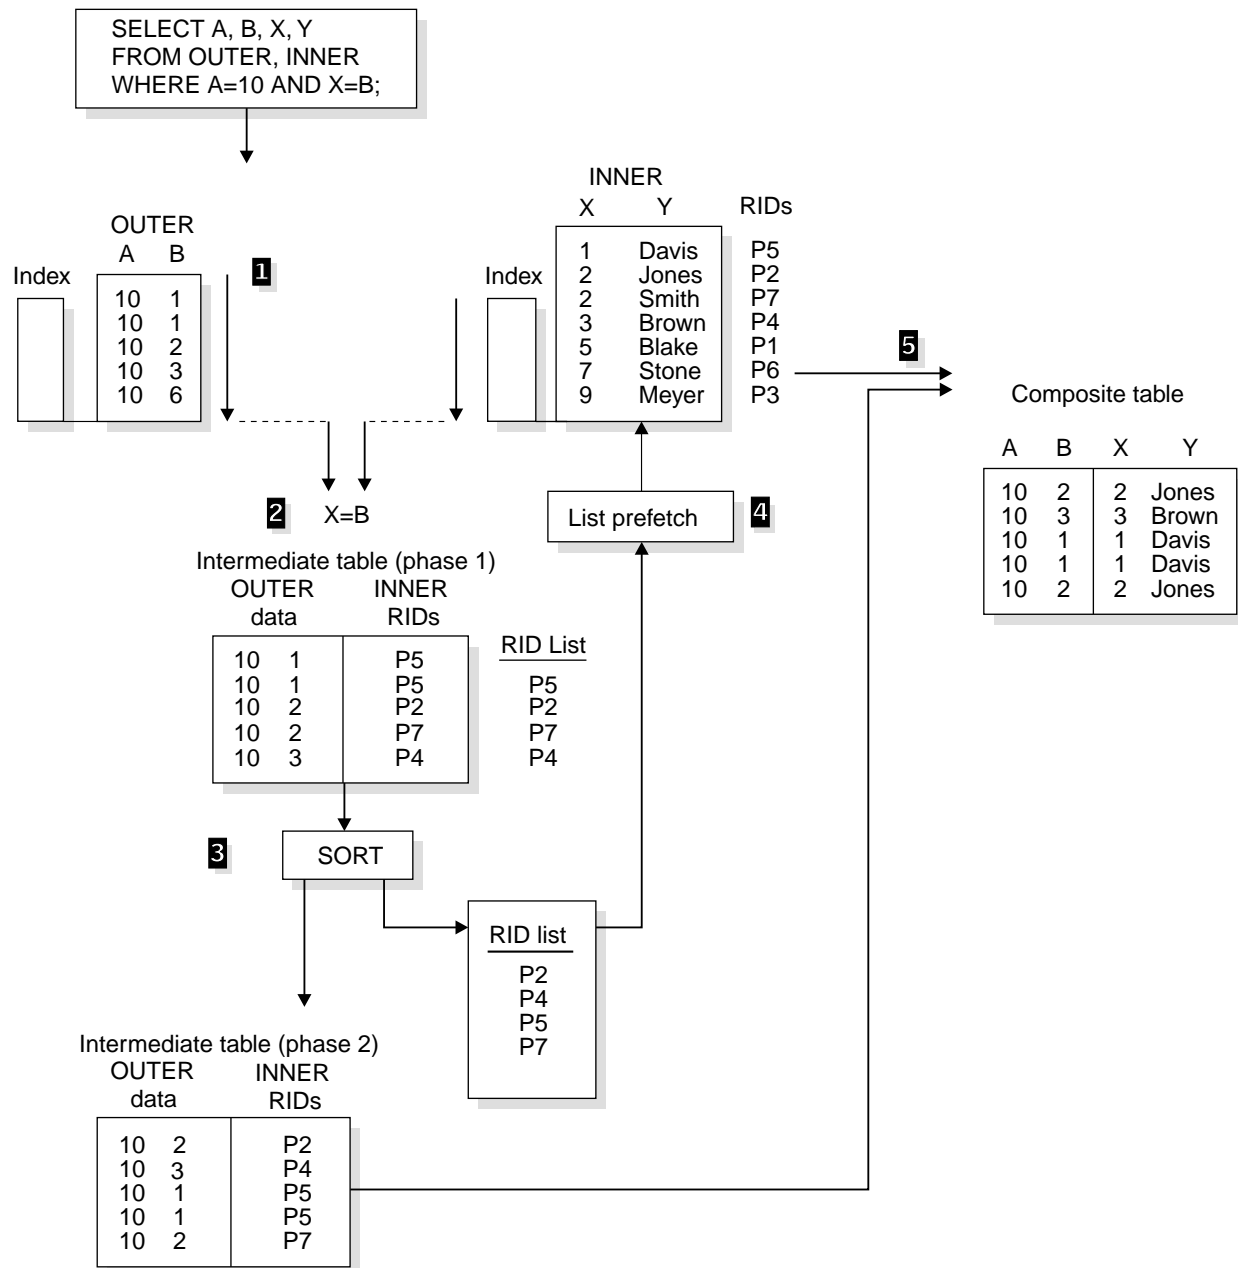 SELECT A, B, X, Y
FROM OUTER, INNER
WHERE A=10 AND X=B;
OUTER
A B
Index
10 1
10 1
10 2
10 3
10 6
1
INNER
X Y RIDs
Index
1 Davis P5
2 Jones P2
2 Smith P7
3 Brown P4
5 Blake P1
7 Stone P6
9 Meyer P3
5
Composite table
A B X Y
10 2 2 Jones
10 3 3 Brown
10 1 1 Davis
10 1 1 Davis
10 2 2 Jones
2 X=B
List prefetch 4
Intermediate table (phase 1)
OUTER INNER
data RIDs
10 1 P5
10 1 P5
10 2 P2
10 2 P7
10 3 P4
RID List
P5
P2
P7
P4
3 SORT
RID list
P2
P4
P5
P7
Intermediate table (phase 2)
OUTER INNER
data RIDs
10 2 P2
10 3 P4
10 1 P5
10 1 P5
10 2 P7